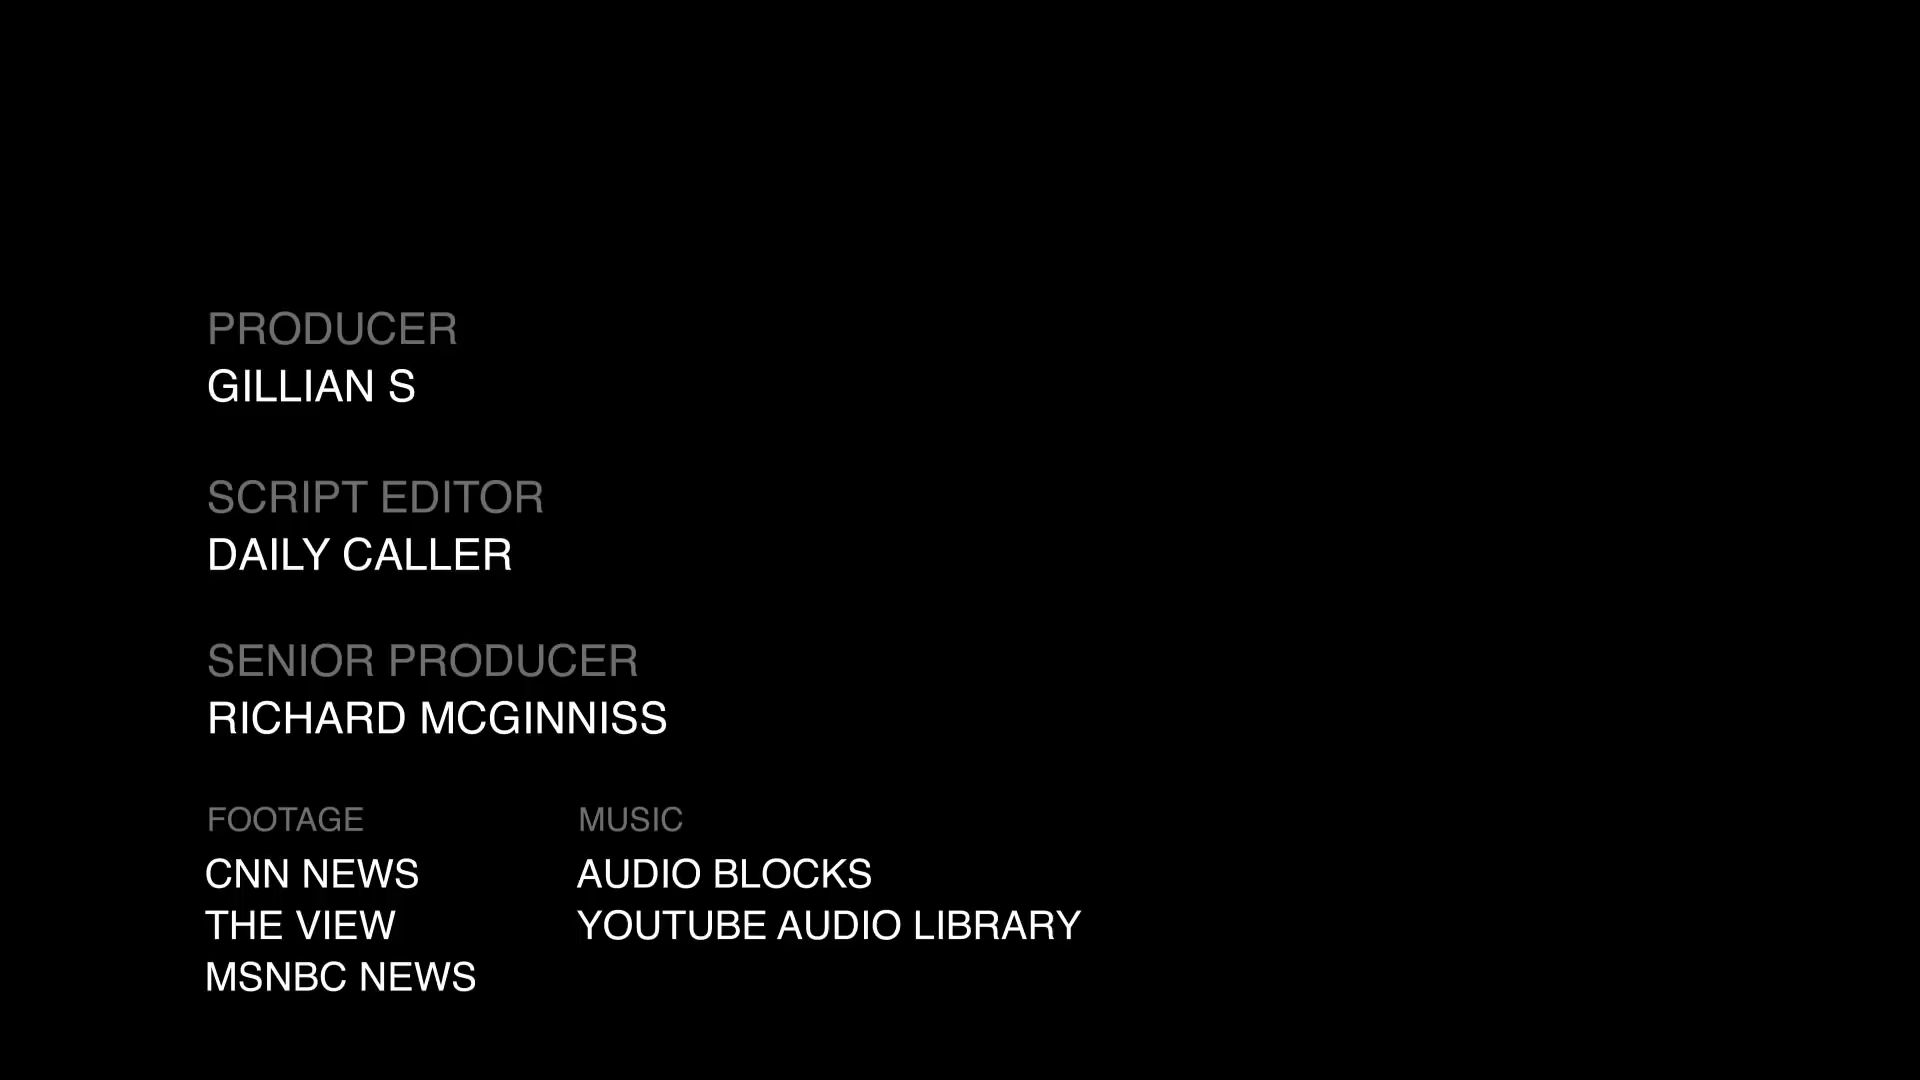 PRODUCER
GILLIAN S
SCRIPT EDITOR
DAILY CALLER
SENIOR PRODUCER
RICHARD MCGINNISS
FOOTAGE
CNN NEWS
THE VIEW
MSNBC NEWS
MUSIC
AUDIO BLOCKS
YOUTUBE AUDIO LIBRARY